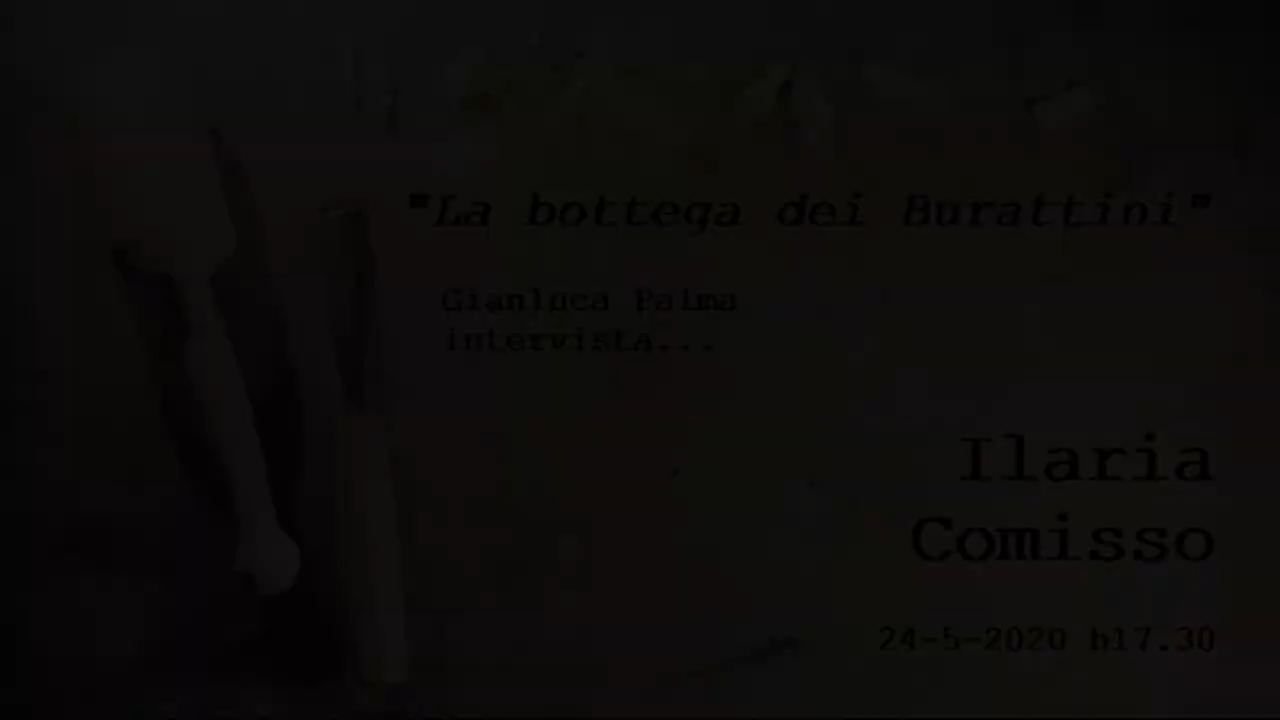 "La bottega dei Burattini"
Gianluca Palma
intervista...
Ilaria
Comisso
24-5-2020 h17.30